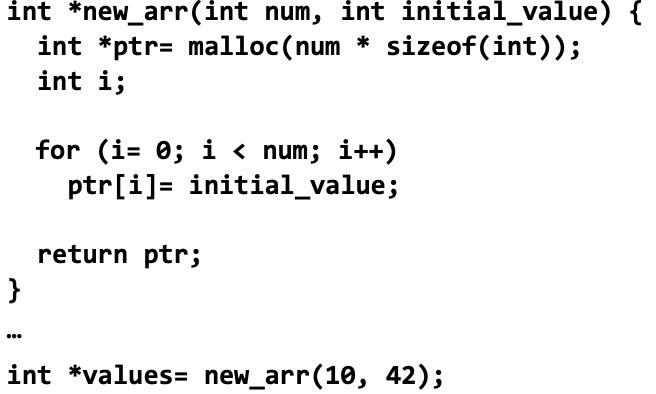 int *new_arr(int num, int initial_value) {
  int *ptr= malloc(num * sizeof(int));
  int i;

  for (i= 0; i < num; i++)
    ptr[i]= initial_value;

  return ptr;
}
…
int *values= new_arr(10, 42);